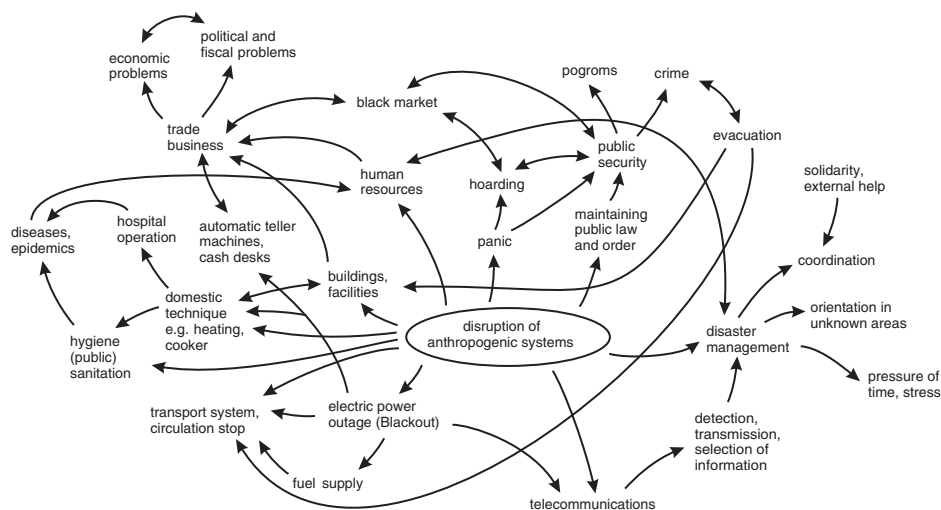 political and
fiscal problems
economic
problems
pogroms
crime
black market
trade
business
evacuation
public
security
human
resources
hoarding
solidarity,
external help
diseases,
epidemics
hospital
operation
automatic teller
machines,
cash desks
maintaining
public law
and order
panic
coordination
buildings,
facilities
domestic
technique
e.g. heating,
cooker
orientation in
unknown areas
disruption of
anthropogenic systems
disaster
management
hygiene
(public)
sanitation
pressure of
time, stress
transport system,
circulation stop
electric power
outage (Blackout)
detection,
transmission,
selection of
information
fuel supply
telecommunications